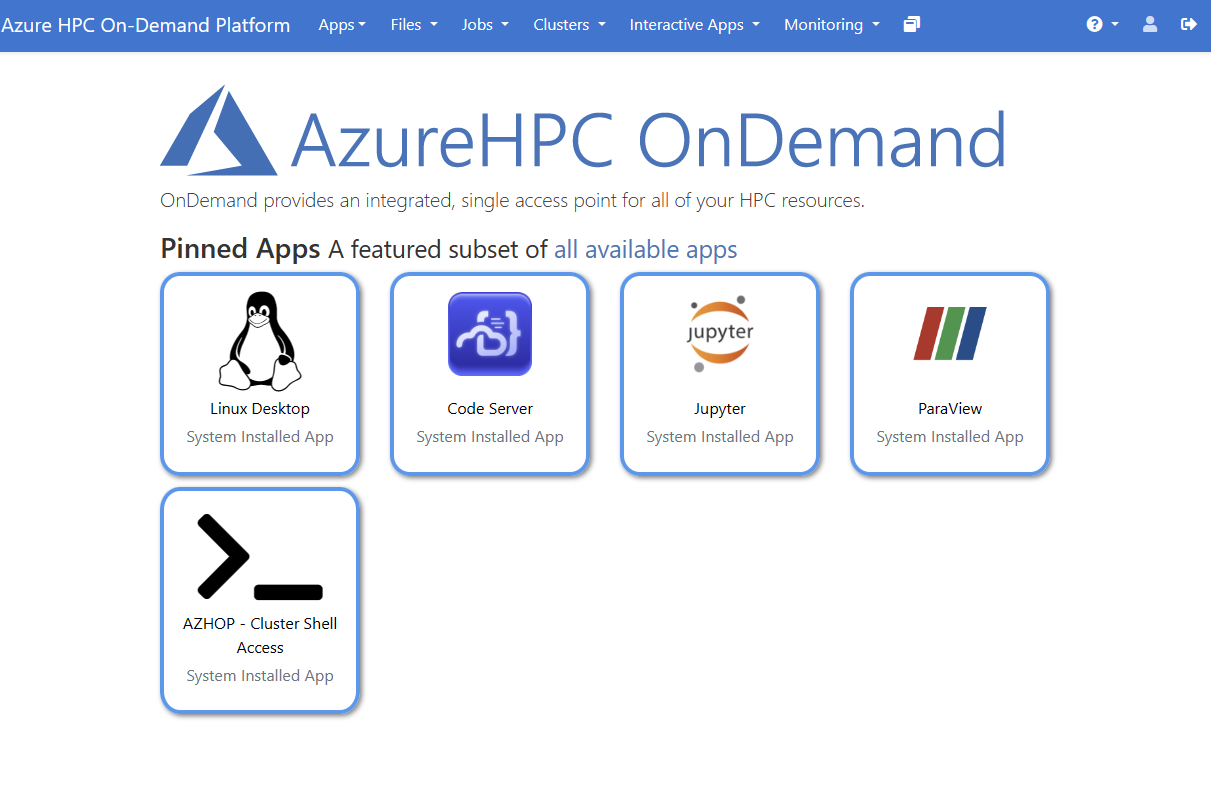 Azure HPC On-Demand Platform Apps Files Jobs Clusters Interactive Apps Monitoring ?
AzureHPC OnDemand
OnDemand provides an integrated, single access point for all of your HPC resources.
Pinned Apps A featured subset of all available apps
jupyter
Linux Desktop
System Installed App
Code Server
System Installed App
Jupyter
System Installed App
ParaView
System Installed App
AZHOP - Cluster Shell
Access
System Installed App